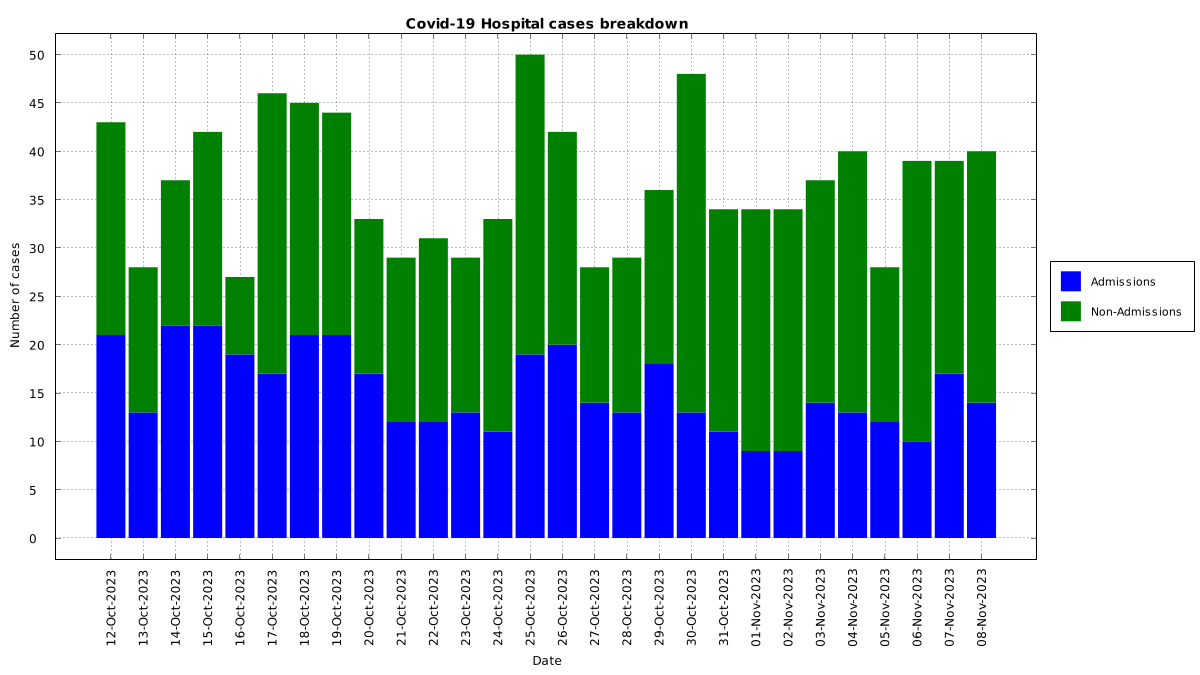 Covid-19 Hospital cases breakdown
50
45
40
35
30
25
20
15
10
5
0
Number of cases
12-Oct-2023
13-Oct-2023
14-Oct-2023
15-Oct-2023
16-Oct-2023
17-Oct-2023
18-Oct-2023
19-Oct-2023
20-Oct-2023
21-Oct-2023
22-Oct-2023
23-Oct-2023
24-Oct-2023
25-Oct-2023
26-Oct-2023
27-Oct-2023
28-Oct-2023
29-Oct-2023
30-Oct-2023
31-Oct-2023
01-Nov-2023
02-Nov-2023
03-Nov-2023
04-Nov-2023
05-Nov-2023
06-Nov-2023
07-Nov-2023
08-Nov-2023
Date
Admissions
Non-Admissions